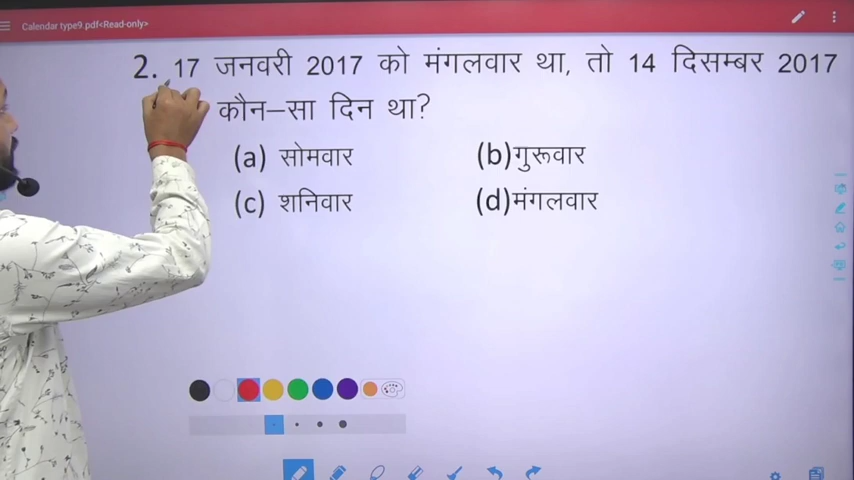 Calendar type9.pdf<Read-only>
2. 17 जनवरी 2017 को मंगलवार था, तो 14 दिसम्बर 2017
कौन–सा दिन था?
(a) सोमवार (b)गुरूवार
(c) शनिवार (d)मंगलवार